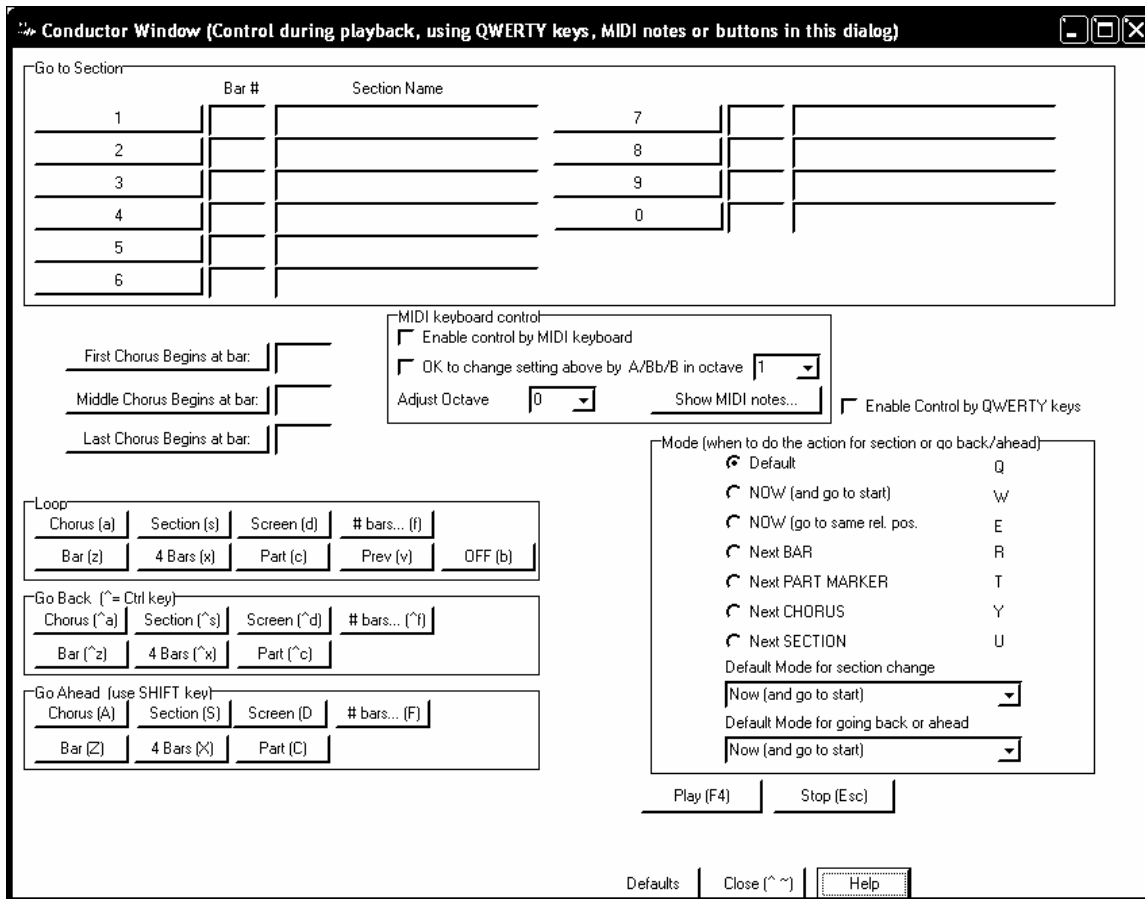 Conductor Window (Control during playback, using QWERTY keys, MIDI notes or buttons in this dialog)
Go to Section
Bar # Section Name
1 7
2 8
3 9
4 0
5
6
First Chorus Begins at bar:
Middle Chorus Begins at bar:
Last Chorus Begins at bar:
MIDI keyboard control
Enable control by MIDI keyboard
OK to change setting above by A/Bb/B in octave 1
Adjust Octave 0 Show MIDI notes...
Enable Control by QWERTY keys
Loop
Chorus (a) Section (s) Screen (d) # bars... (f)
Bar (z) 4 Bars (x) Part (c) Prev (v) OFF (b)
Go Back (^= Ctrl key)
Chorus (^a) Section (^s) Screen (^d) # bars... (^f)
Bar (^z) 4 Bars (^x) Part (^c)
Go Ahead (use SHIFT key)
Chorus (A) Section (S) Screen (D # bars... (F)
Bar (Z) 4 Bars (X) Part (C)
Mode (when to do the action for section or go back/ahead)
Default Q
NOW (and go to start) W
NOW (go to same rel. pos. E
Next BAR R
Next PART MARKER T
Next CHORUS Y
Next SECTION U
Default Mode for section change
Now (and go to start)
Default Mode for going back or ahead
Now (and go to start)
Play (F4) Stop (Esc)
Defaults Close (^ ~) Help